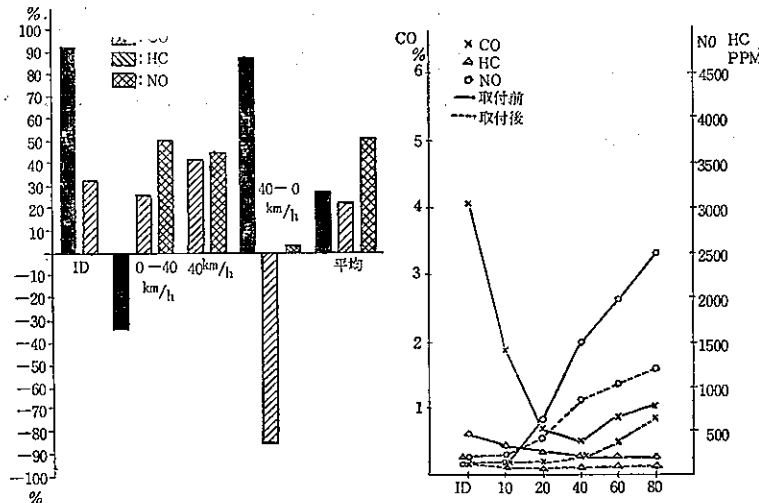 %
100
90
80
70
60
50
40
30
20
10
-10
-20
-30
-40
-50
-60
-70
-80
-90
-100
%
:CO
:HC
:NO
ID
0-40
km/h
40km/h
40-0
km/h
平均
CO
%
6
5
4
3
2
1
× CO
△ HC
○ NO
取付前
取付後
NO HC
PPM
4500
4000
3500
3000
2500
2000
1500
1000
500
ID 10 20 40 60 80